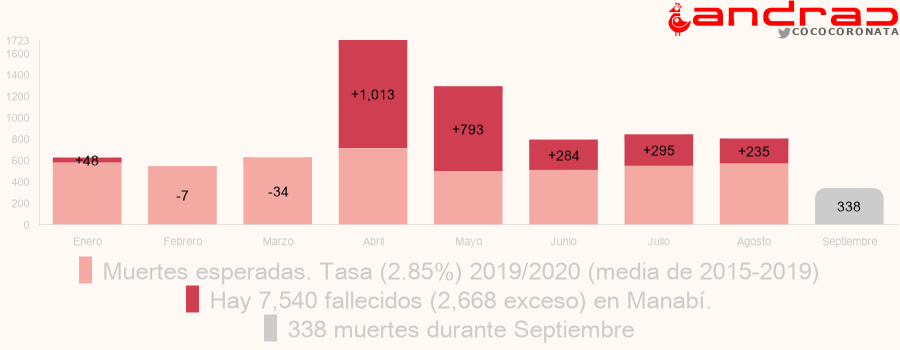 andrac
COCOCORONATA
1723
1600
1400
1200
1000
800
600
400
200
0
+48
-7
-34
+1,013
+793
+284
+295
+235
338
Enero
Febrero
Marzo
Abril
Mayo
Junio
Julio
Agosto
Septiembre
Muertes esperadas. Tasa (2.85%) 2019/2020 (media de 2015-2019)
Hay 7,540 fallecidos (2,668 exceso) en Manabí.
338 muertes durante Septiembre